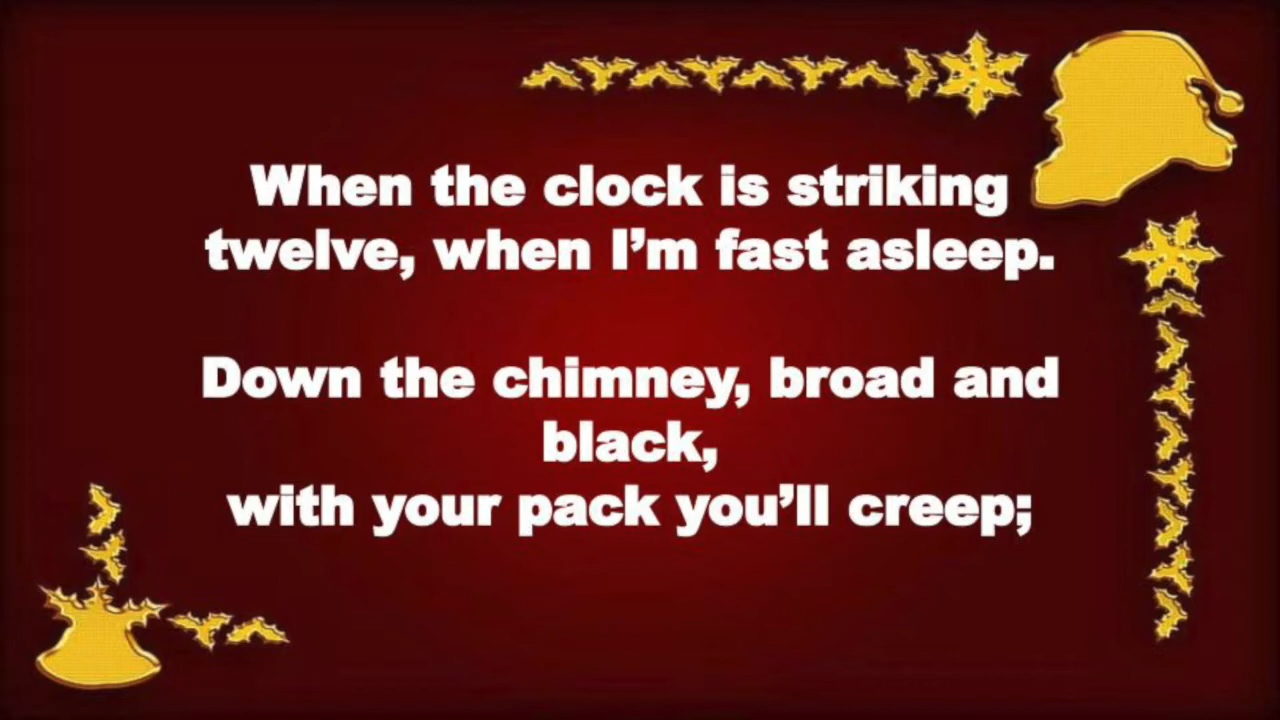 When the clock is striking
twelve, when I’m fast asleep.
Down the chimney, broad and
black,
with your pack you’ll creep;